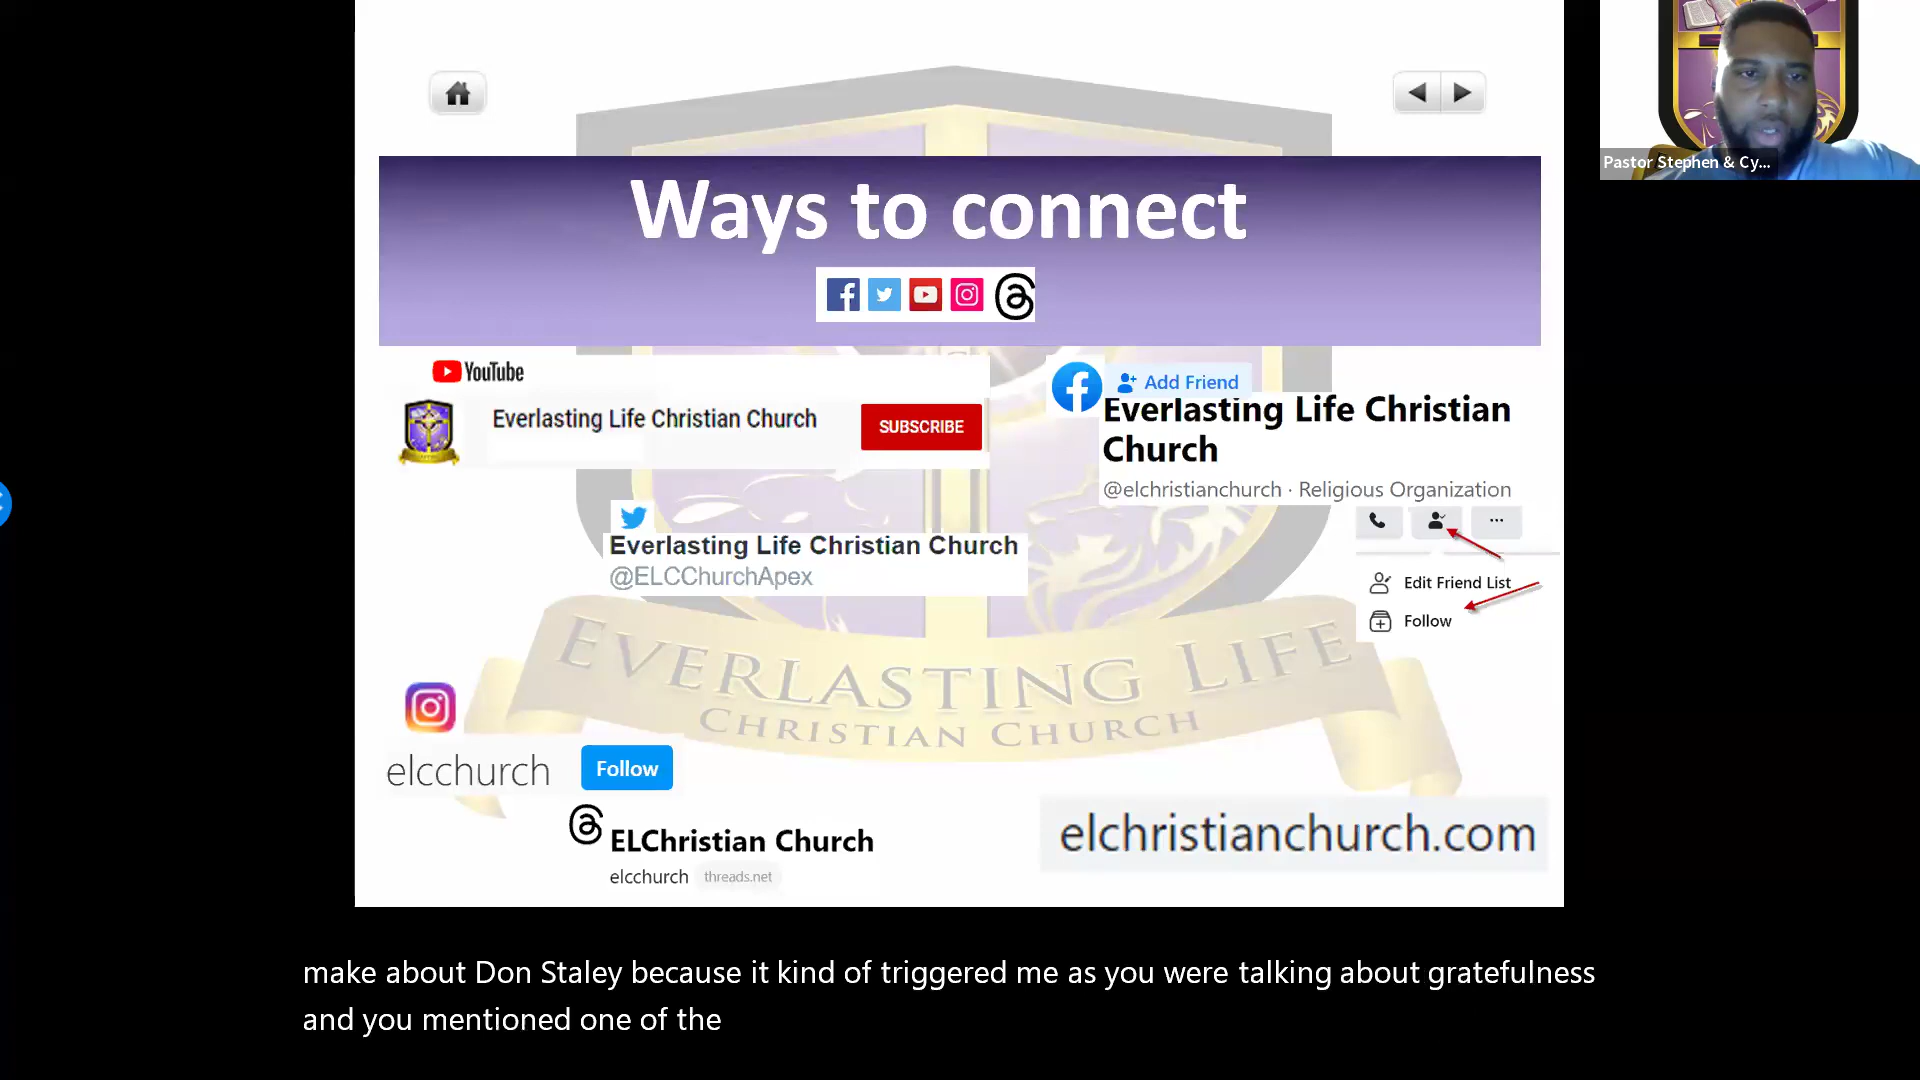 Ways to connect
YouTube
Everlasting Life Christian Church
SUBSCRIBE
Add Friend
Everlasting Life Christian
Church
@elchristianchurch · Religious Organization
Edit Friend List
Follow
Everlasting Life Christian Church
@ELCChurchApex
EVERLASTING LIFE
CHRISTIAN CHURCH
elcchurch
Follow
ELChristian Church
elcchurch threads.net
elchristianchurch.com
Pastor Stephen & Cy...
make about Don Staley because it kind of triggered me as you were talking about gratefulness
and you mentioned one of the